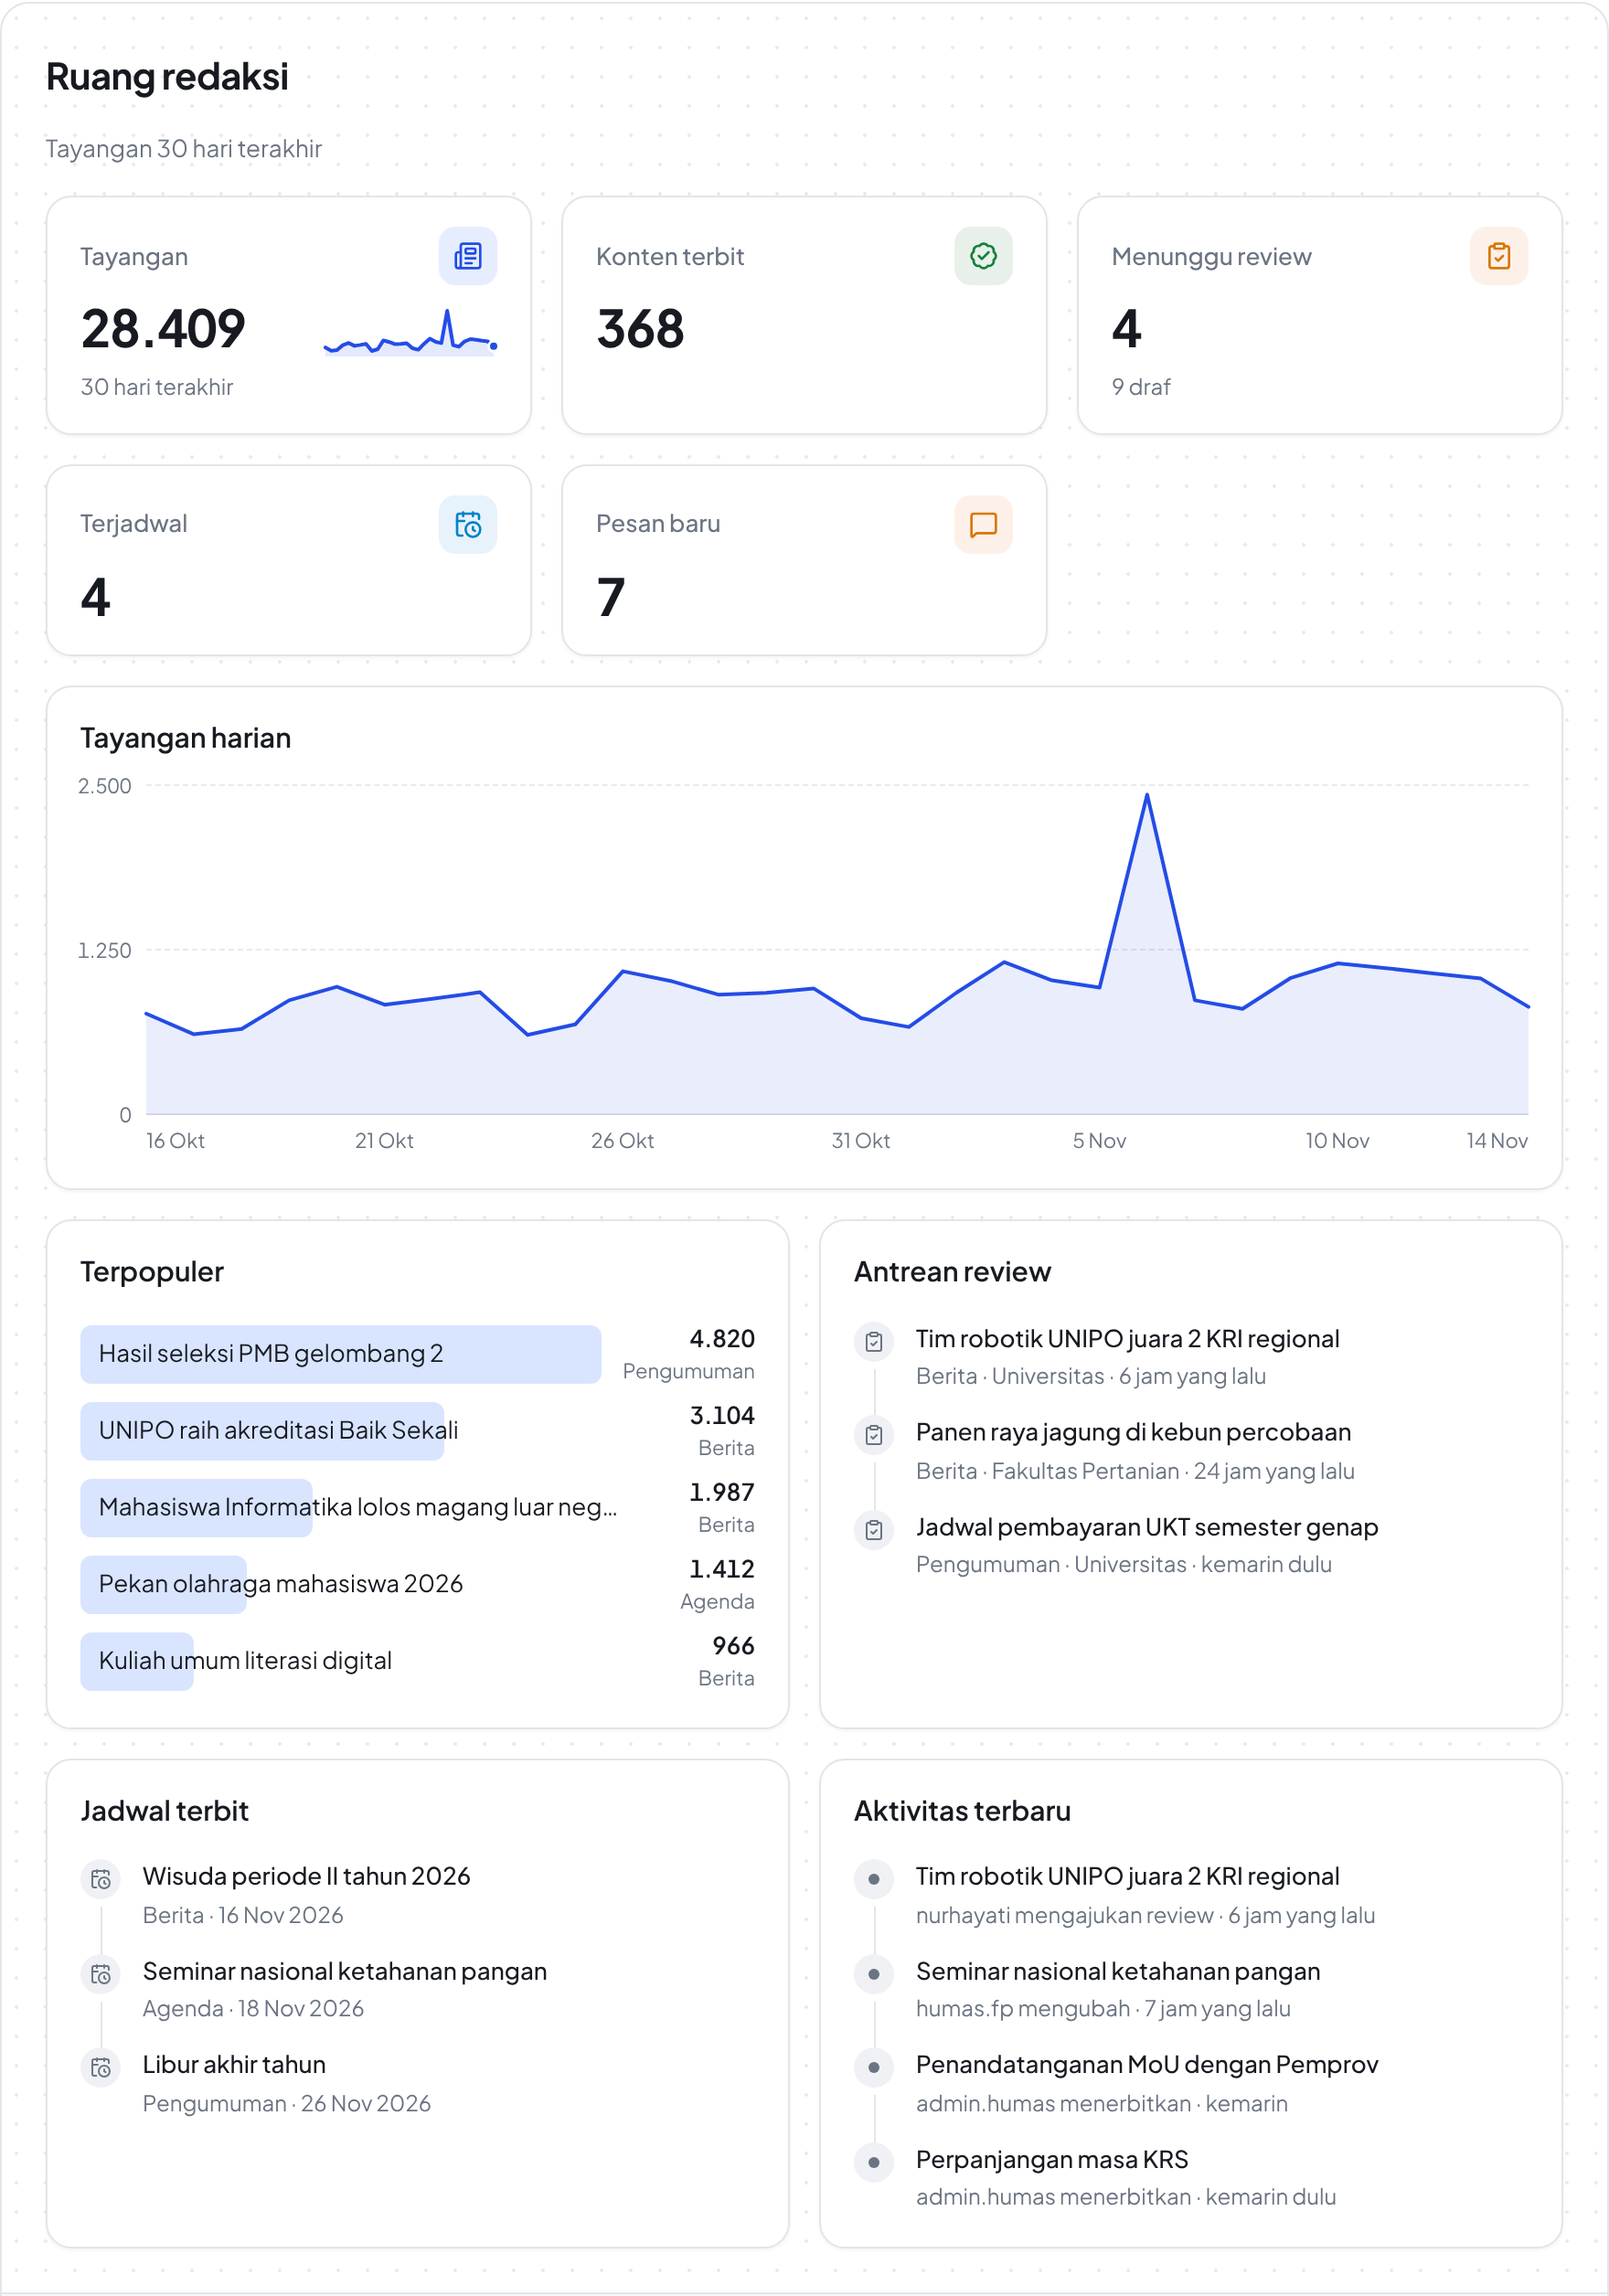 Ruang redaksi
Tayangan 30 hari terakhir
Tayangan
28.409
30 hari terakhir
Konten terbit
368
Menunggu review
4
9 draf
Terjadwal
4
Pesan baru
7
Tayangan harian
2.500
1.250
0
16 Okt 21 Okt 26 Okt 31 Okt 5 Nov 10 Nov 14 Nov
Terpopuler
Hasil seleksi PMB gelombang 2 4.820
Pengumuman
UNIPO raih akreditasi Baik Sekali 3.104
Berita
Mahasiswa Informatika lolos magang luar neg... 1.987
Berita
Pekan olahraga mahasiswa 2026 1.412
Agenda
Kuliah umum literasi digital 966
Berita
Antrean review
Tim robotik UNIPO juara 2 KRI regional
Berita · Universitas · 6 jam yang lalu
Panen raya jagung di kebun percobaan
Berita · Fakultas Pertanian · 24 jam yang lalu
Jadwal pembayaran UKT semester genap
Pengumuman · Universitas · kemarin dulu
Jadwal terbit
Wisuda periode II tahun 2026
Berita · 16 Nov 2026
Seminar nasional ketahanan pangan
Agenda · 18 Nov 2026
Libur akhir tahun
Pengumuman · 26 Nov 2026
Aktivitas terbaru
Tim robotik UNIPO juara 2 KRI regional
nurhayati mengajukan review · 6 jam yang lalu
Seminar nasional ketahanan pangan
humas.fp mengubah · 7 jam yang lalu
Penandatanganan MoU dengan Pemprov
admin.humas menerbitkan · kemarin
Perpanjangan masa KRS
admin.humas menerbitkan · kemarin dulu